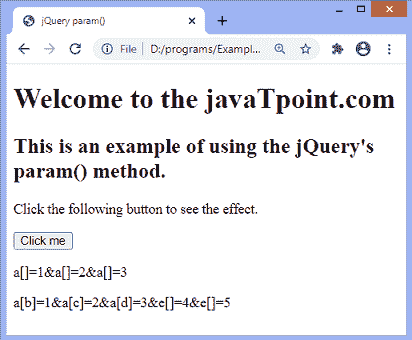 jQuery param()
File | D:/programs/Exampl...
Welcome to the javaTpoint.com
This is an example of using the jQuery's
param() method.
Click the following button to see the effect.
Click me
a[]=1&a[]=2&a[]=3
a[b]=1&a[c]=2&a[d]=3&e[]=4&e[]=5